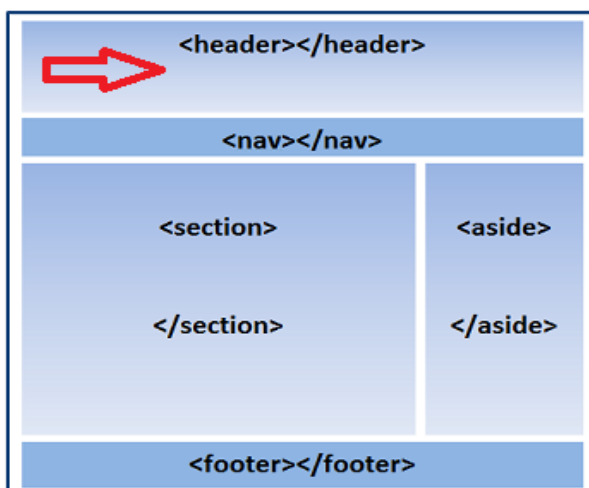 <header></header>
<nav></nav>
<section>
<aside>
</section>
</aside>
<footer></footer>